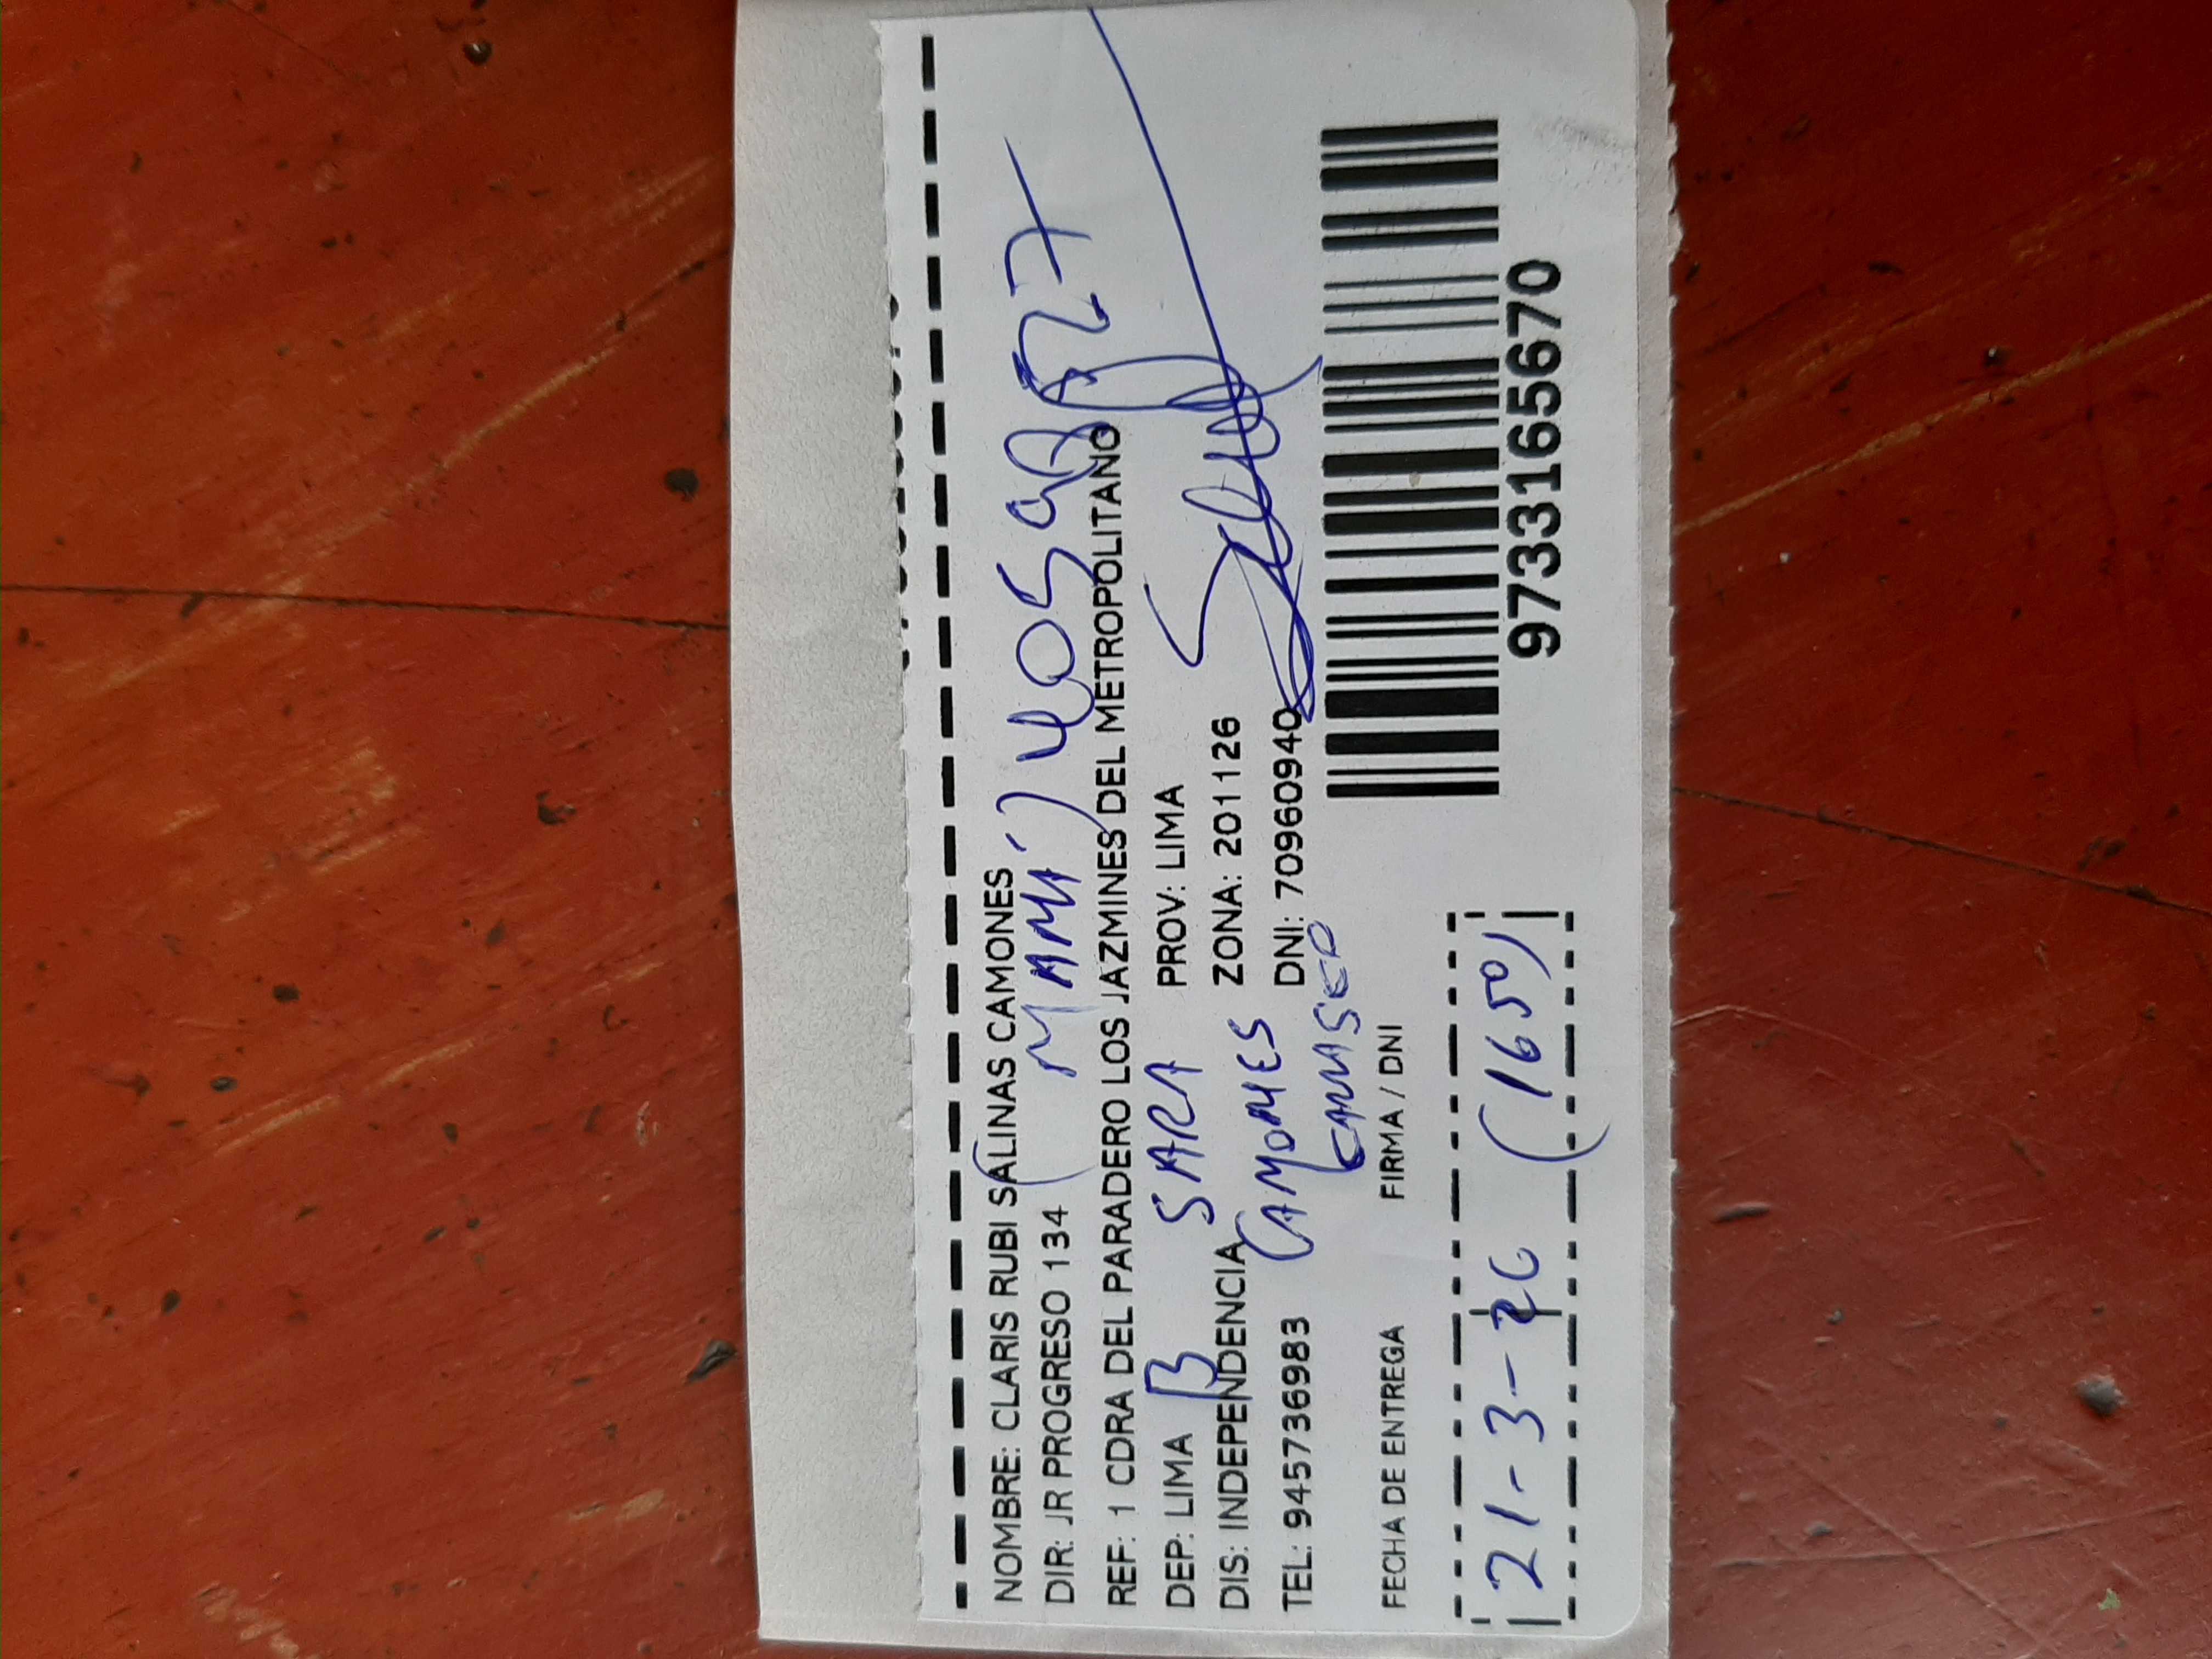 NOMBRE: CLARIS RUBI SALINAS CAMONES
DIR: JR PROGRESO 134
(MAMÁ)
REF: 1 CDRA DEL PARADERO LOS JAZMINES DEL METROPOLITANO
DEP: LIMA
B
SARA
PROV: LIMA
DIS: INDEPENDENCIA
CAMONES
ZONA: 201126
TEL: 945736983
DNI: 70960940
FECHA DE ENTREGA
FIRMA / DNI
21-3-
(1650)
9733165670